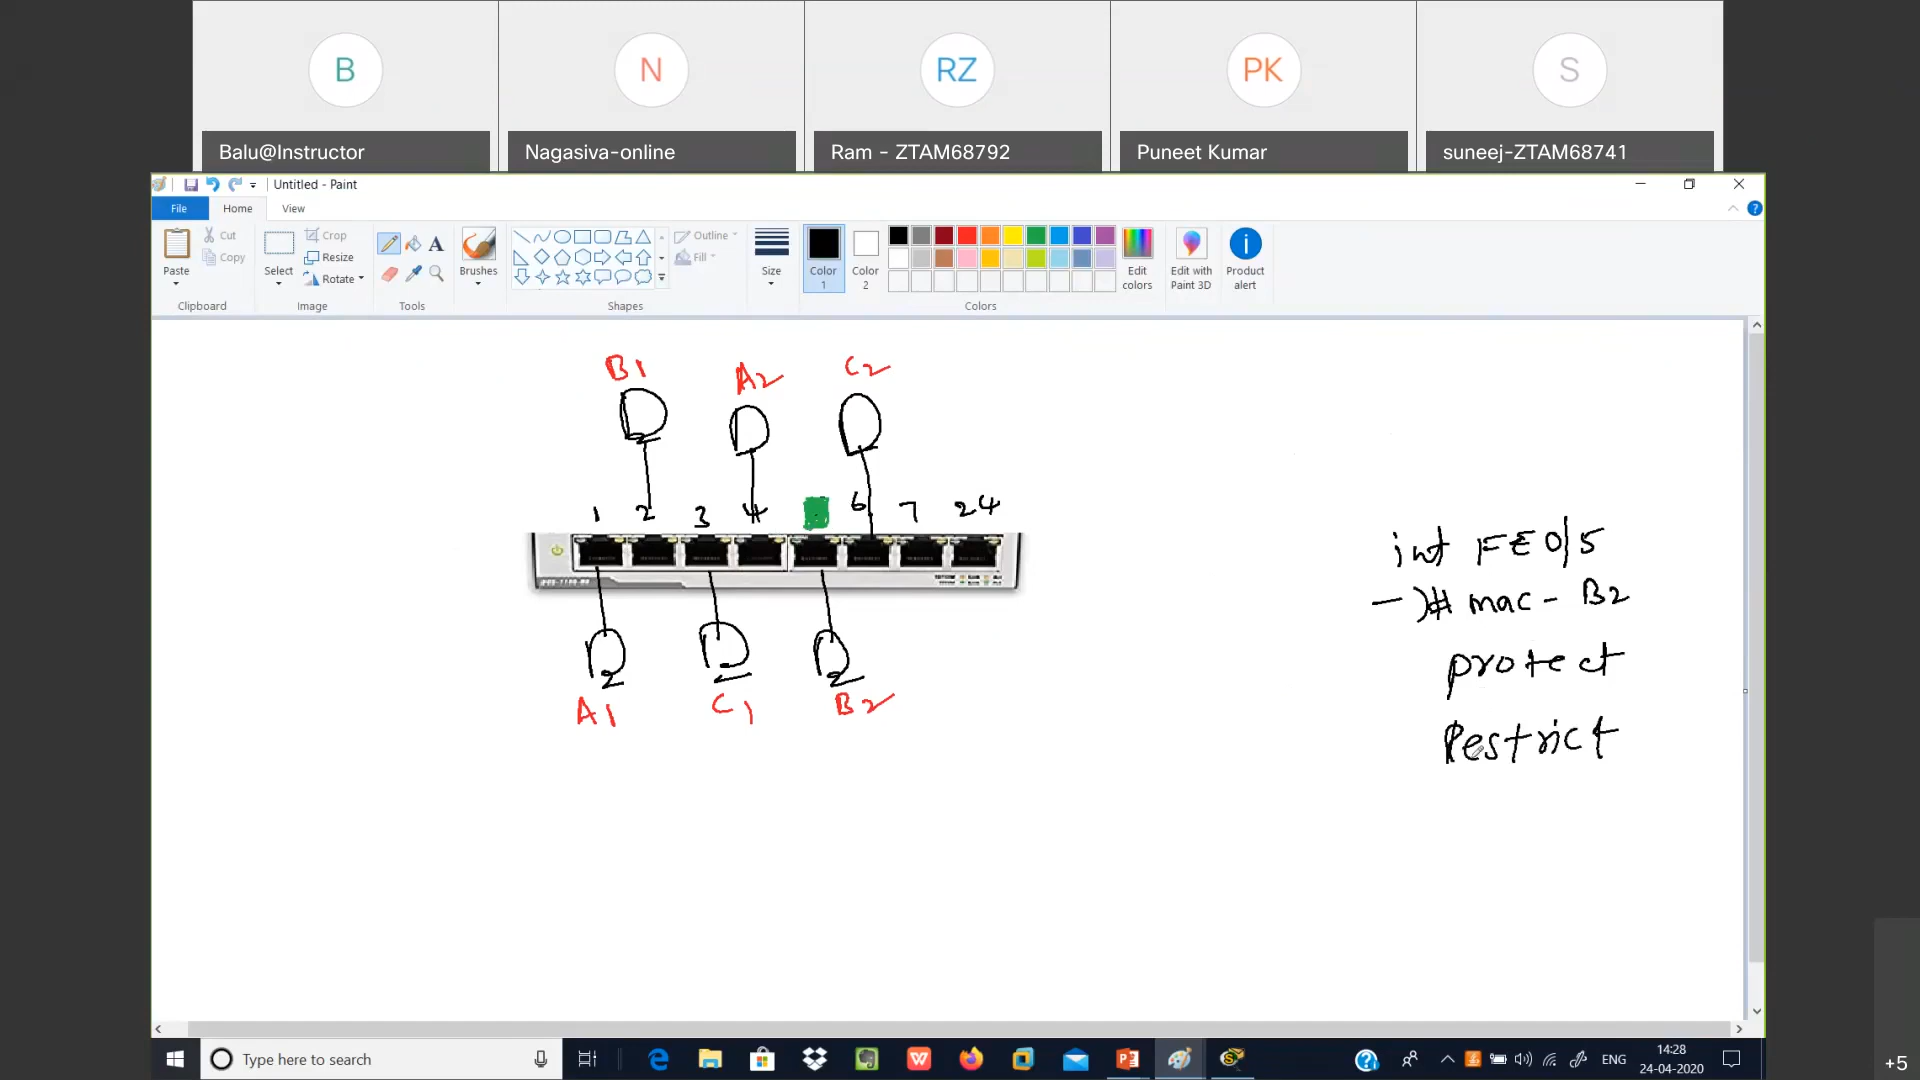 B
N
RZ
PK
S
Balu@Instructor
Nagasiva-online
Ram - ZTAM68792
Puneet Kumar
suneej-ZTAM68741
Untitled - Paint
File
Home
View
Paste
Cut
Copy
Clipboard
Select
Crop
Resize
Rotate
Image
A
Tools
Brushes
Outline
Fill
Shapes
Size
Color 1
Color 2
Colors
Edit colors
Edit with Paint 3D
Product alert
B1
A2
C2
1 2 3 4 6 7 24
A1
C1
B2
int FE 0/5
-)# mac - B2
protect
Restrict
Type here to search
ENG
14:28
24-04-2020
+5